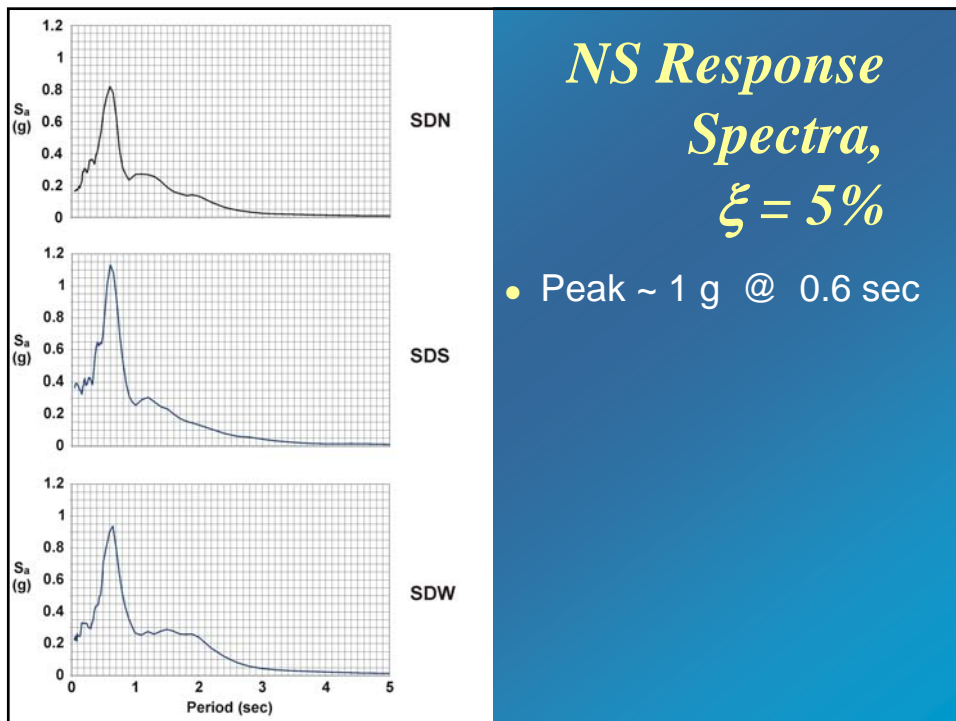 1.2
1
0.8
Sa
(g)
0.6
0.4
0.2
0
SDN
1.2
1
0.8
Sa
(g)
0.6
0.4
0.2
0
SDS
1.2
1
0.8
Sa
(g)
0.6
0.4
0.2
0
SDW
0 1 2 3 4 5
Period (sec)
NS Response
Spectra,
ξ = 5%
• Peak ~ 1 g @ 0.6 sec